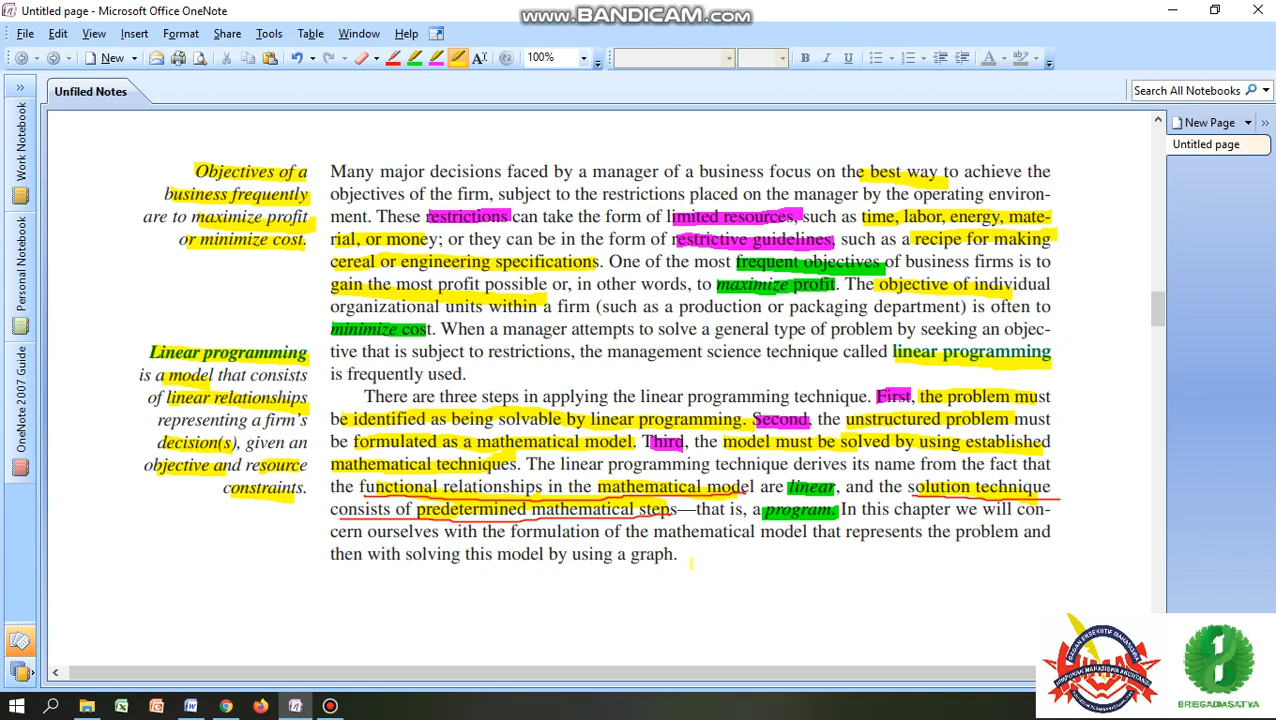 Untitled page - Microsoft Office OneNote
www.BANDICAM.com
File Edit View Insert Format Share Tools Table Window Help
New 100%
Unfiled Notes
Search All Notebooks
New Page
Untitled page
Work Notebook
Personal Notebook
OneNote 2007 Guide
Objectives of a
business frequently
are to maximize profit
or minimize cost.
Linear programming
is a model that consists
of linear relationships
representing a firm's
decision(s), given an
objective and resource
constraints.
Many major decisions faced by a manager of a business focus on the best way to achieve the
objectives of the firm, subject to the restrictions placed on the manager by the operating environ-
ment. These restrictions can take the form of limited resources, such as time, labor, energy, mate-
rial, or money; or they can be in the form of restrictive guidelines, such as a recipe for making
cereal or engineering specifications. One of the most frequent objectives of business firms is to
gain the most profit possible or, in other words, to maximize profit. The objective of individual
organizational units within a firm (such as a production or packaging department) is often to
minimize cost. When a manager attempts to solve a general type of problem by seeking an objec-
tive that is subject to restrictions, the management science technique called linear programming
is frequently used.
There are three steps in applying the linear programming technique. First, the problem must
be identified as being solvable by linear programming. Second, the unstructured problem must
be formulated as a mathematical model. Third, the model must be solved by using established
mathematical techniques. The linear programming technique derives its name from the fact that
the functional relationships in the mathematical model are linear, and the solution technique
consists of predetermined mathematical steps—that is, a program. In this chapter we will con-
cern ourselves with the formulation of the mathematical model that represents the problem and
then with solving this model by using a graph.
BADAN EKSEKUTIF MAHASISWA
HIMA
HIMPUNAN MAHASISWA AKUNTANSI
BRIEGADASATYA